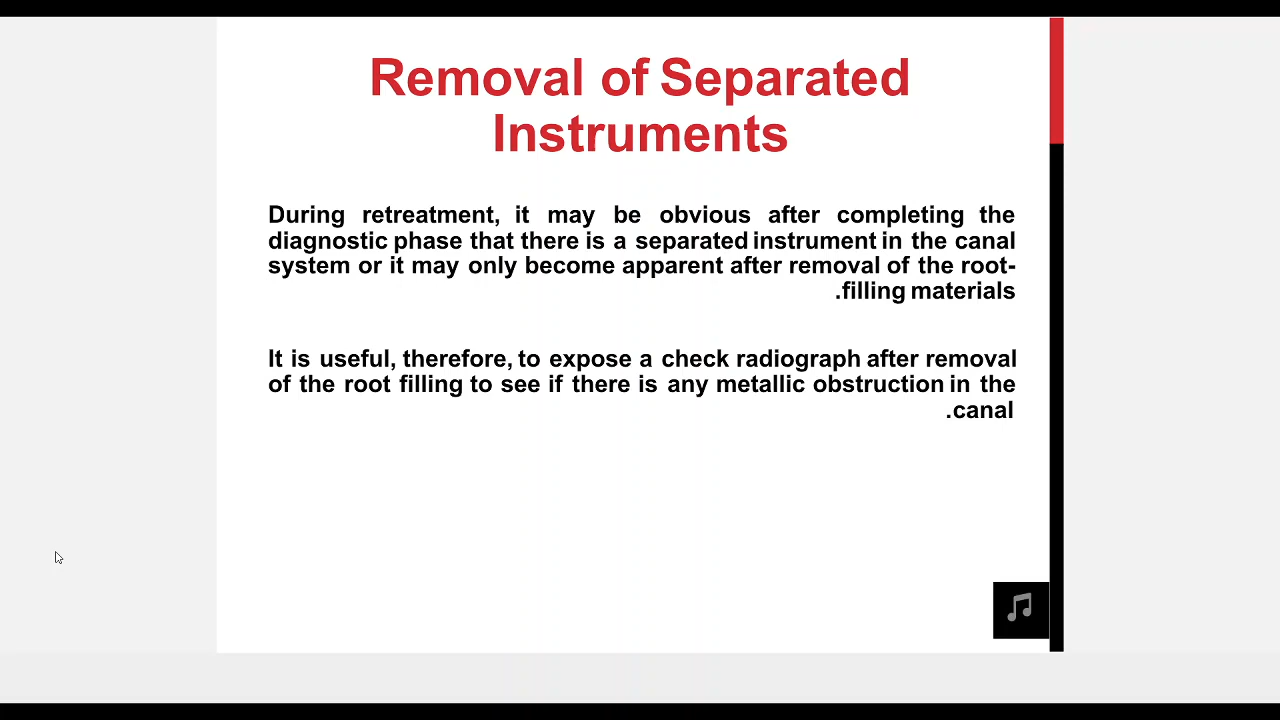 Removal of Separated
Instruments
During retreatment, it may be obvious after completing the
diagnostic phase that there is a separated instrument in the canal
system or it may only become apparent after removal of the root-
.filling materials
It is useful, therefore, to expose a check radiograph after removal
of the root filling to see if there is any metallic obstruction in the
.canal